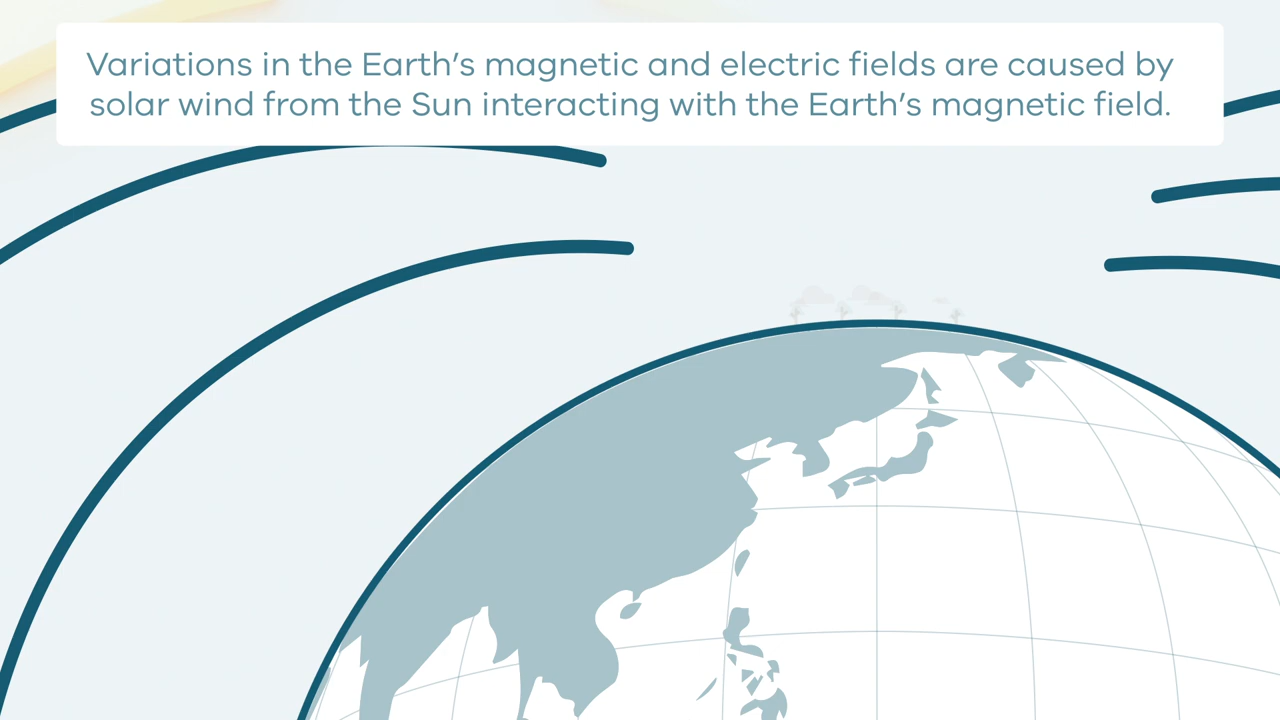 Variations in the Earth’s magnetic and electric fields are caused by
solar wind from the Sun interacting with the Earth’s magnetic field.